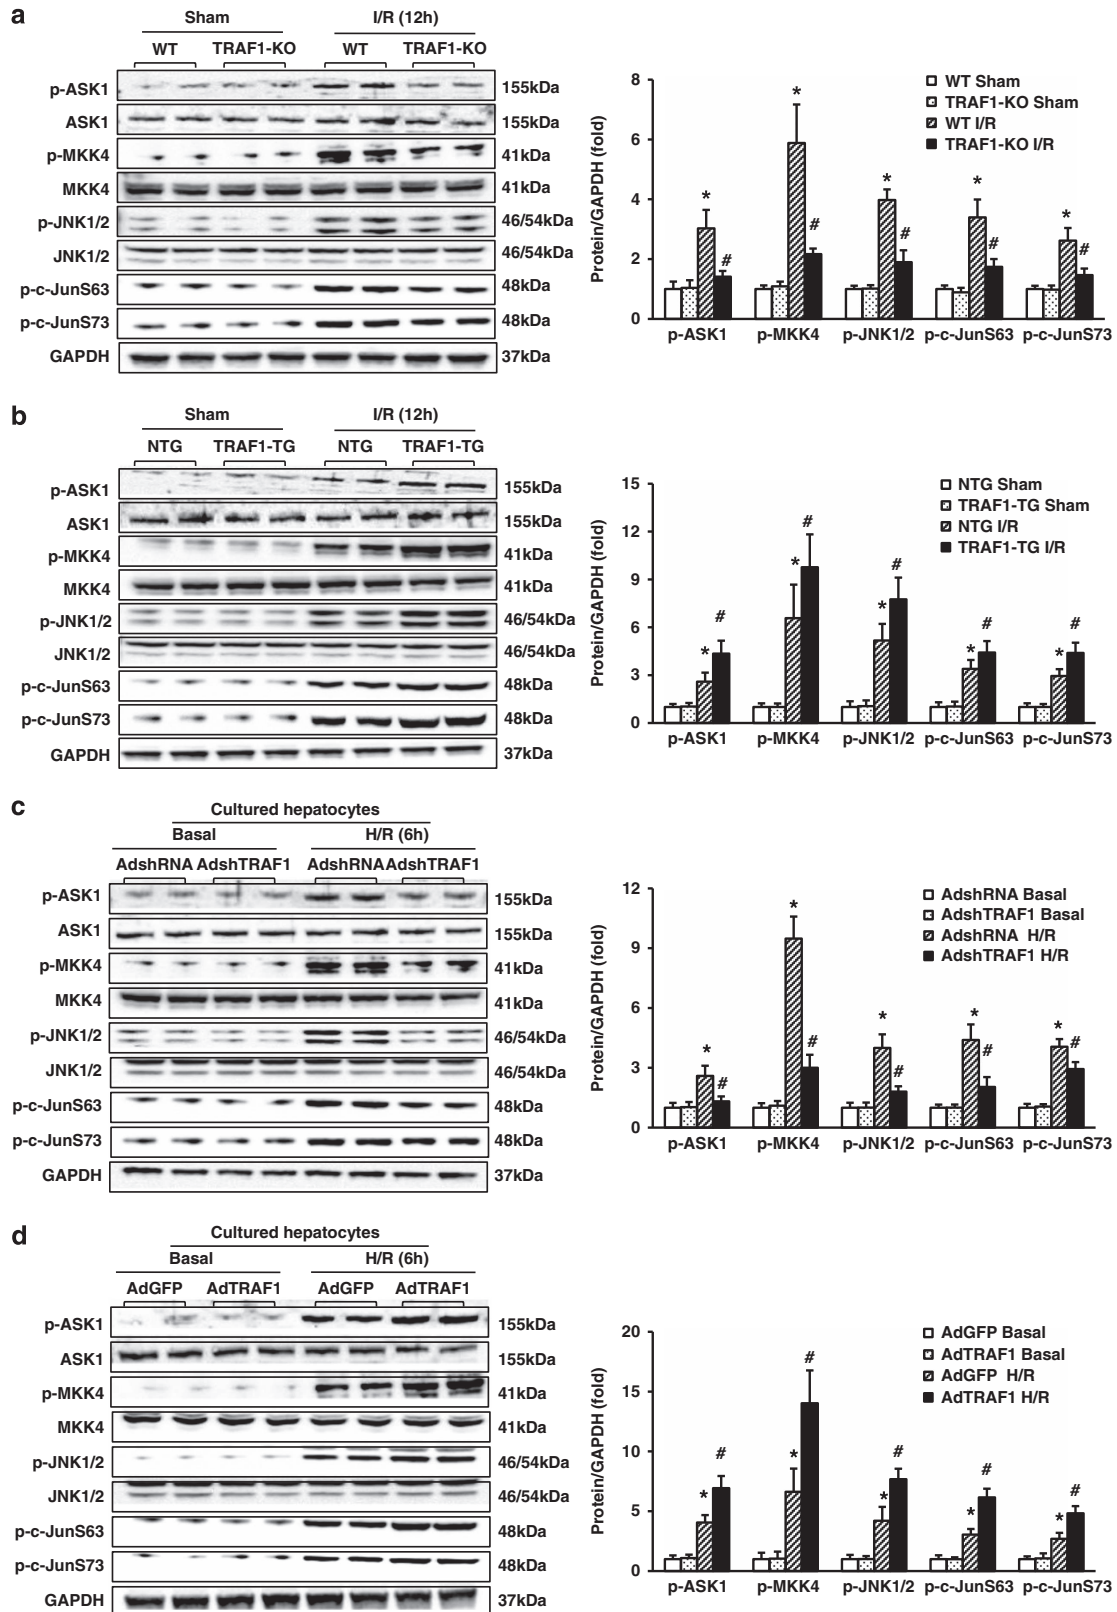 a
Sham
I/R (12h)
WT
TRAF1-KO
WT
TRAF1-KO
p-ASK1
155kDa
ASK1
155kDa
p-MKK4
41kDa
MKK4
41kDa
p-JNK1/2
46/54kDa
JNK1/2
46/54kDa
p-c-JunS63
48kDa
p-c-JunS73
48kDa
GAPDH
37kDa
Protein/GAPDH (fold)
8
6
4
2
0
WT Sham
TRAF1-KO Sham
WT I/R
TRAF1-KO I/R
* # * # * # * # * #
p-ASK1 p-MKK4 p-JNK1/2 p-c-JunS63 p-c-JunS73
b
Sham
I/R (12h)
NTG
TRAF1-TG
NTG
TRAF1-TG
p-ASK1
155kDa
ASK1
155kDa
p-MKK4
41kDa
MKK4
41kDa
p-JNK1/2
46/54kDa
JNK1/2
46/54kDa
p-c-JunS63
48kDa
p-c-JunS73
48kDa
GAPDH
37kDa
Protein/GAPDH (fold)
15
12
9
6
3
0
NTG Sham
TRAF1-TG Sham
NTG I/R
TRAF1-TG I/R
* # * # * # * # * #
p-ASK1 p-MKK4 p-JNK1/2 p-c-JunS63 p-c-JunS73
c
Cultured hepatocytes
Basal
H/R (6h)
AdshRNA
AdshTRAF1
AdshRNA
AdshTRAF1
p-ASK1
155kDa
ASK1
155kDa
p-MKK4
41kDa
MKK4
41kDa
p-JNK1/2
46/54kDa
JNK1/2
46/54kDa
p-c-JunS63
48kDa
p-c-JunS73
48kDa
GAPDH
37kDa
Protein/GAPDH (fold)
12
9
6
3
0
AdshRNA Basal
AdshTRAF1 Basal
AdshRNA H/R
AdshTRAF1 H/R
* # * # * # * # * #
p-ASK1 p-MKK4 p-JNK1/2 p-c-JunS63 p-c-JunS73
d
Cultured hepatocytes
Basal
H/R (6h)
AdGFP
AdTRAF1
AdGFP
AdTRAF1
p-ASK1
155kDa
ASK1
155kDa
p-MKK4
41kDa
MKK4
41kDa
p-JNK1/2
46/54kDa
JNK1/2
46/54kDa
p-c-JunS63
48kDa
p-c-JunS73
48kDa
GAPDH
37kDa
Protein/GAPDH (fold)
20
15
10
5
0
AdGFP Basal
AdTRAF1 Basal
AdGFP H/R
AdTRAF1 H/R
* # * # * # * # * #
p-ASK1 p-MKK4 p-JNK1/2 p-c-JunS63 p-c-JunS73